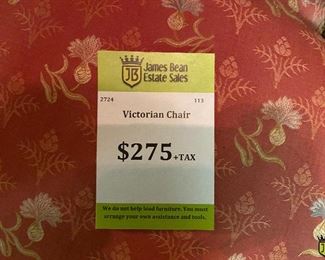 JB
James Bean
Estate Sales
2724 113
Victorian Chair
$275+TAX
We do not help load furniture. You must
arrange your own assistance and tools.